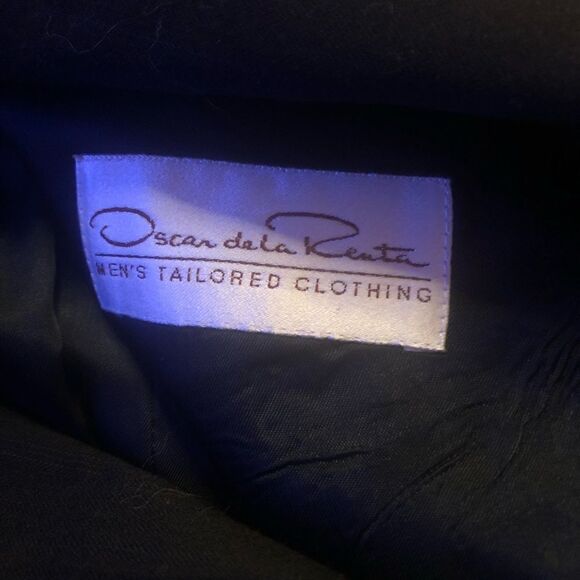 Oscar de la Renta
MEN'S TAILORED CLOTHING